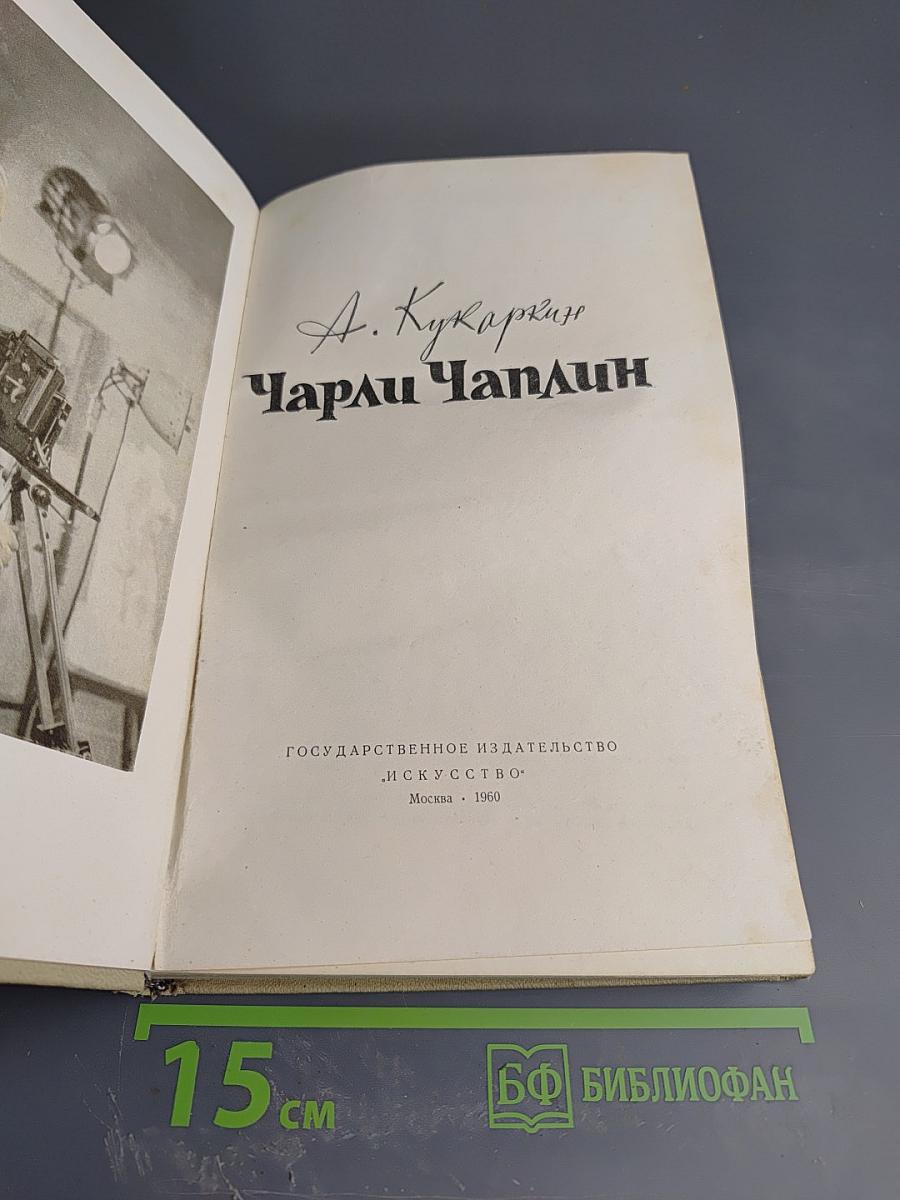 А. Кукаркин
Чарли Чаплин
ГОСУДАРСТВЕННОЕ ИЗДАТЕЛЬСТВО
„ИСКУССТВО“
Москва • 1960
15 см
БФ БИБЛИОФАН